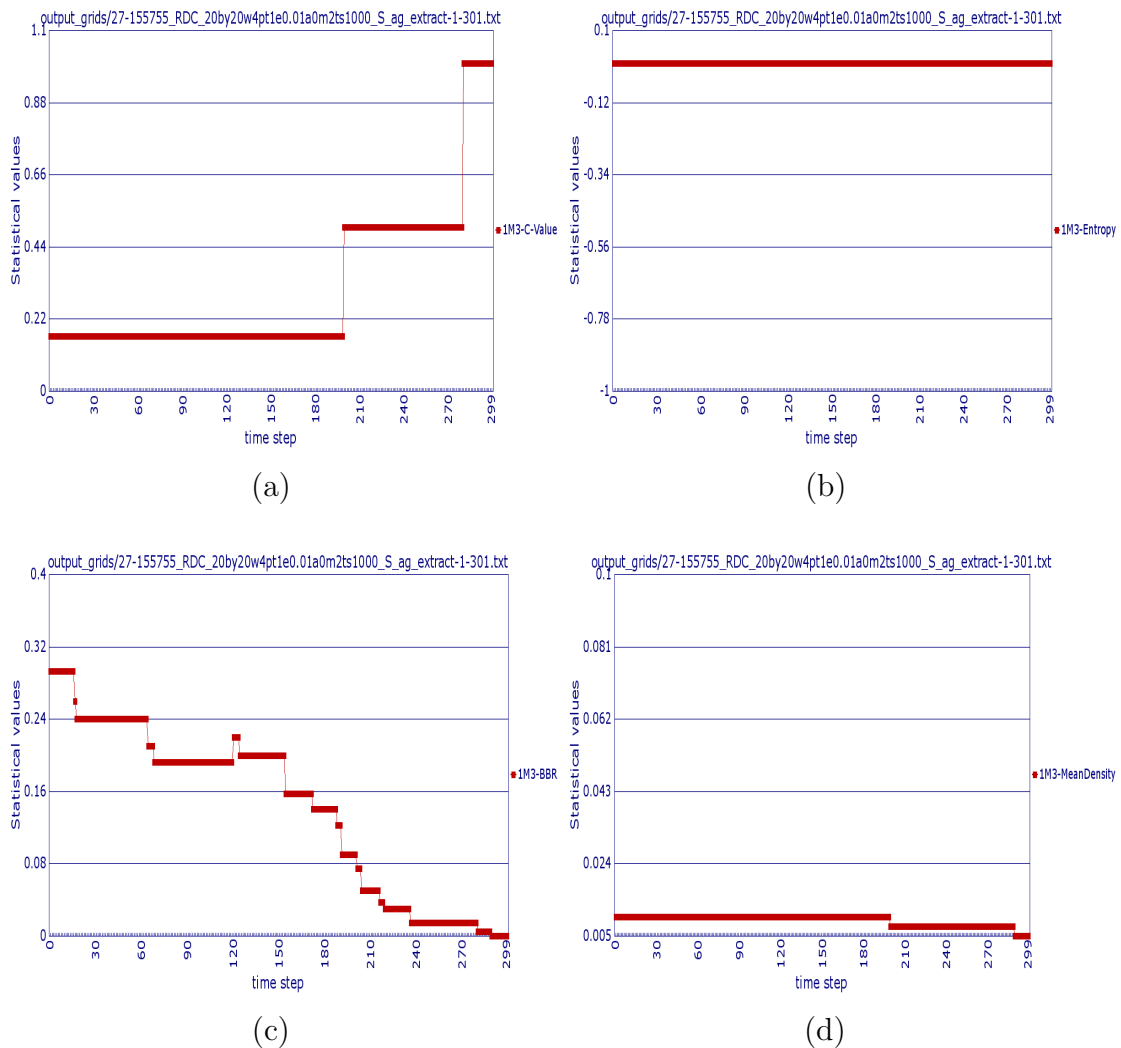 output_grids/27-155755_RDC_20by20w4pt1e0.01a0m2ts1000_S_ag_extract-1-301.txt
1.1
0.88
0.66
0.44
0.22
0
Statistical values
0 30 60 90 120 150 180 210 240 270 299
time step
1M3-C-Value
(a)
output_grids/27-155755_RDC_20by20w4pt1e0.01a0m2ts1000_S_ag_extract-1-301.txt
0.1
-0.12
-0.34
-0.56
-0.78
-1
Statistical values
0 30 60 90 120 150 180 210 240 270 299
time step
1M3-Entropy
(b)
output_grids/27-155755_RDC_20by20w4pt1e0.01a0m2ts1000_S_ag_extract-1-301.txt
0.4
0.32
0.24
0.16
0.08
0
Statistical values
0 30 60 90 120 150 180 210 240 270 299
time step
1M3-BBR
(c)
output_grids/27-155755_RDC_20by20w4pt1e0.01a0m2ts1000_S_ag_extract-1-301.txt
0.1
0.081
0.062
0.043
0.024
0.005
Statistical values
0 30 60 90 120 150 180 210 240 270 299
time step
1M3-MeanDensity
(d)